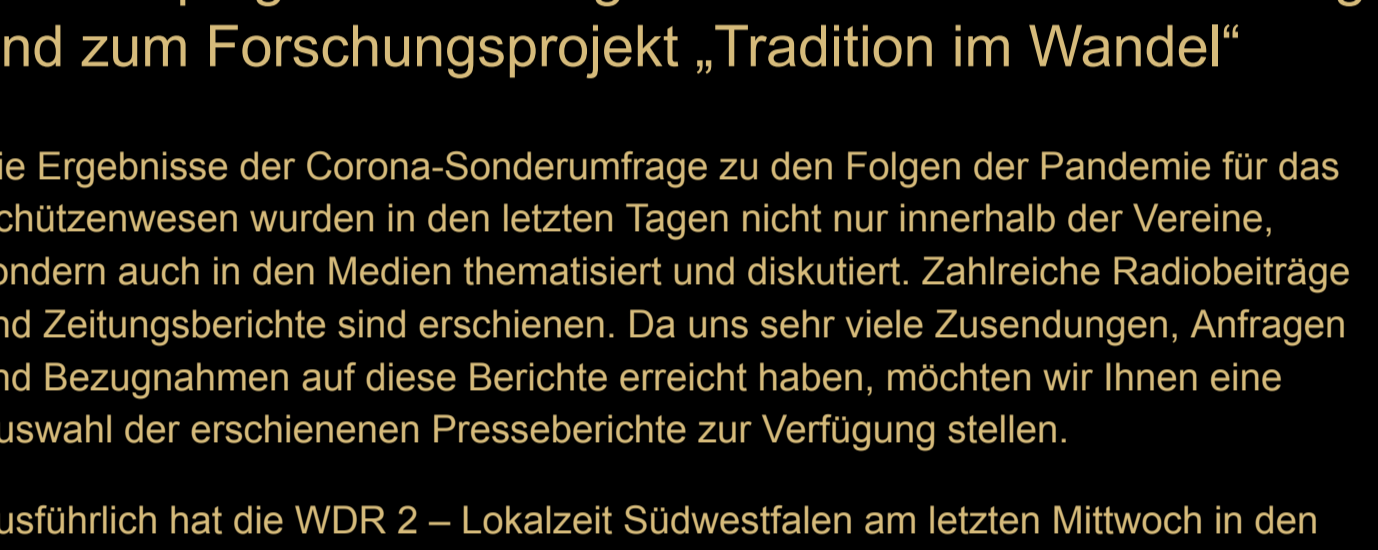 nd zum Forschungsprojekt „Tradition im Wandel“
ie Ergebnisse der Corona-Sonderumfrage zu den Folgen der Pandemie für das
chützenwesen wurden in den letzten Tagen nicht nur innerhalb der Vereine,
ondern auch in den Medien thematisiert und diskutiert. Zahlreiche Radiobeiträge
nd Zeitungsberichte sind erschienen. Da uns sehr viele Zusendungen, Anfragen
nd Bezugnahmen auf diese Berichte erreicht haben, möchten wir Ihnen eine
uswahl der erschienenen Presseberichte zur Verfügung stellen.
usführlich hat die WDR 2 – Lokalzeit Südwestfalen am letzten Mittwoch in den